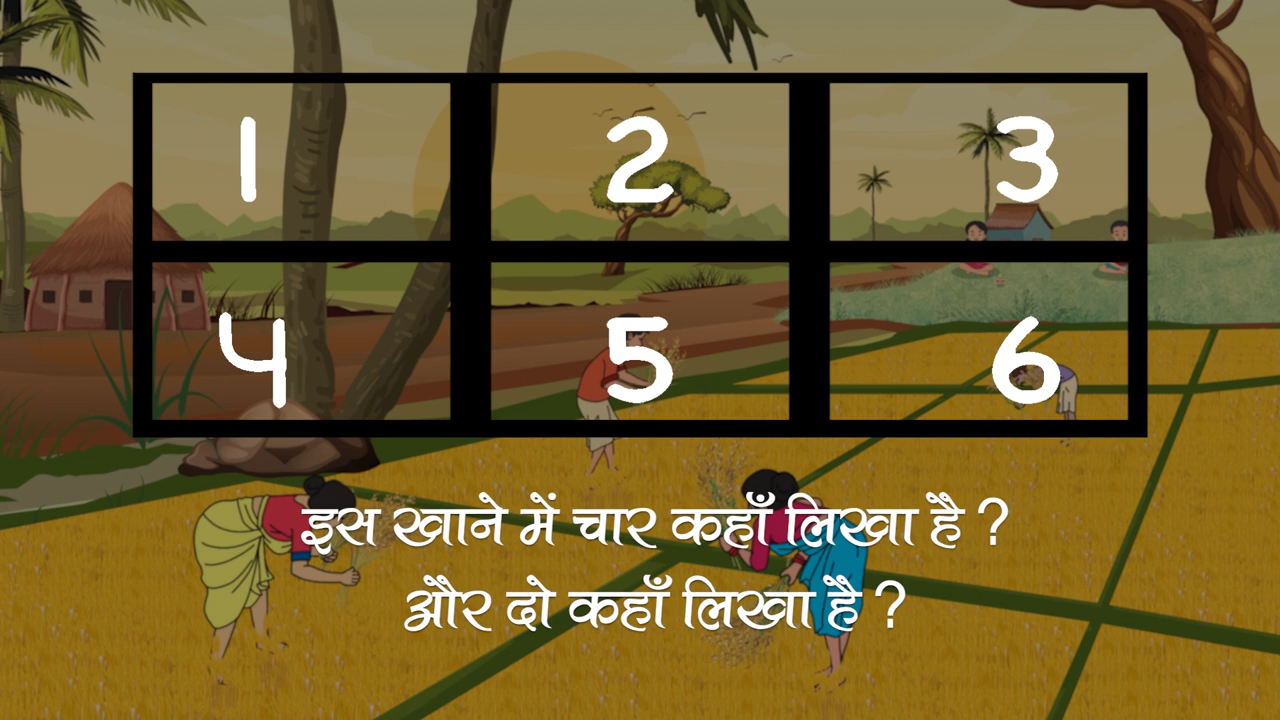 1 2 3
4 5 6
इस खाने में चार कहाँ लिखा है ?
और दो कहाँ लिखा है ?